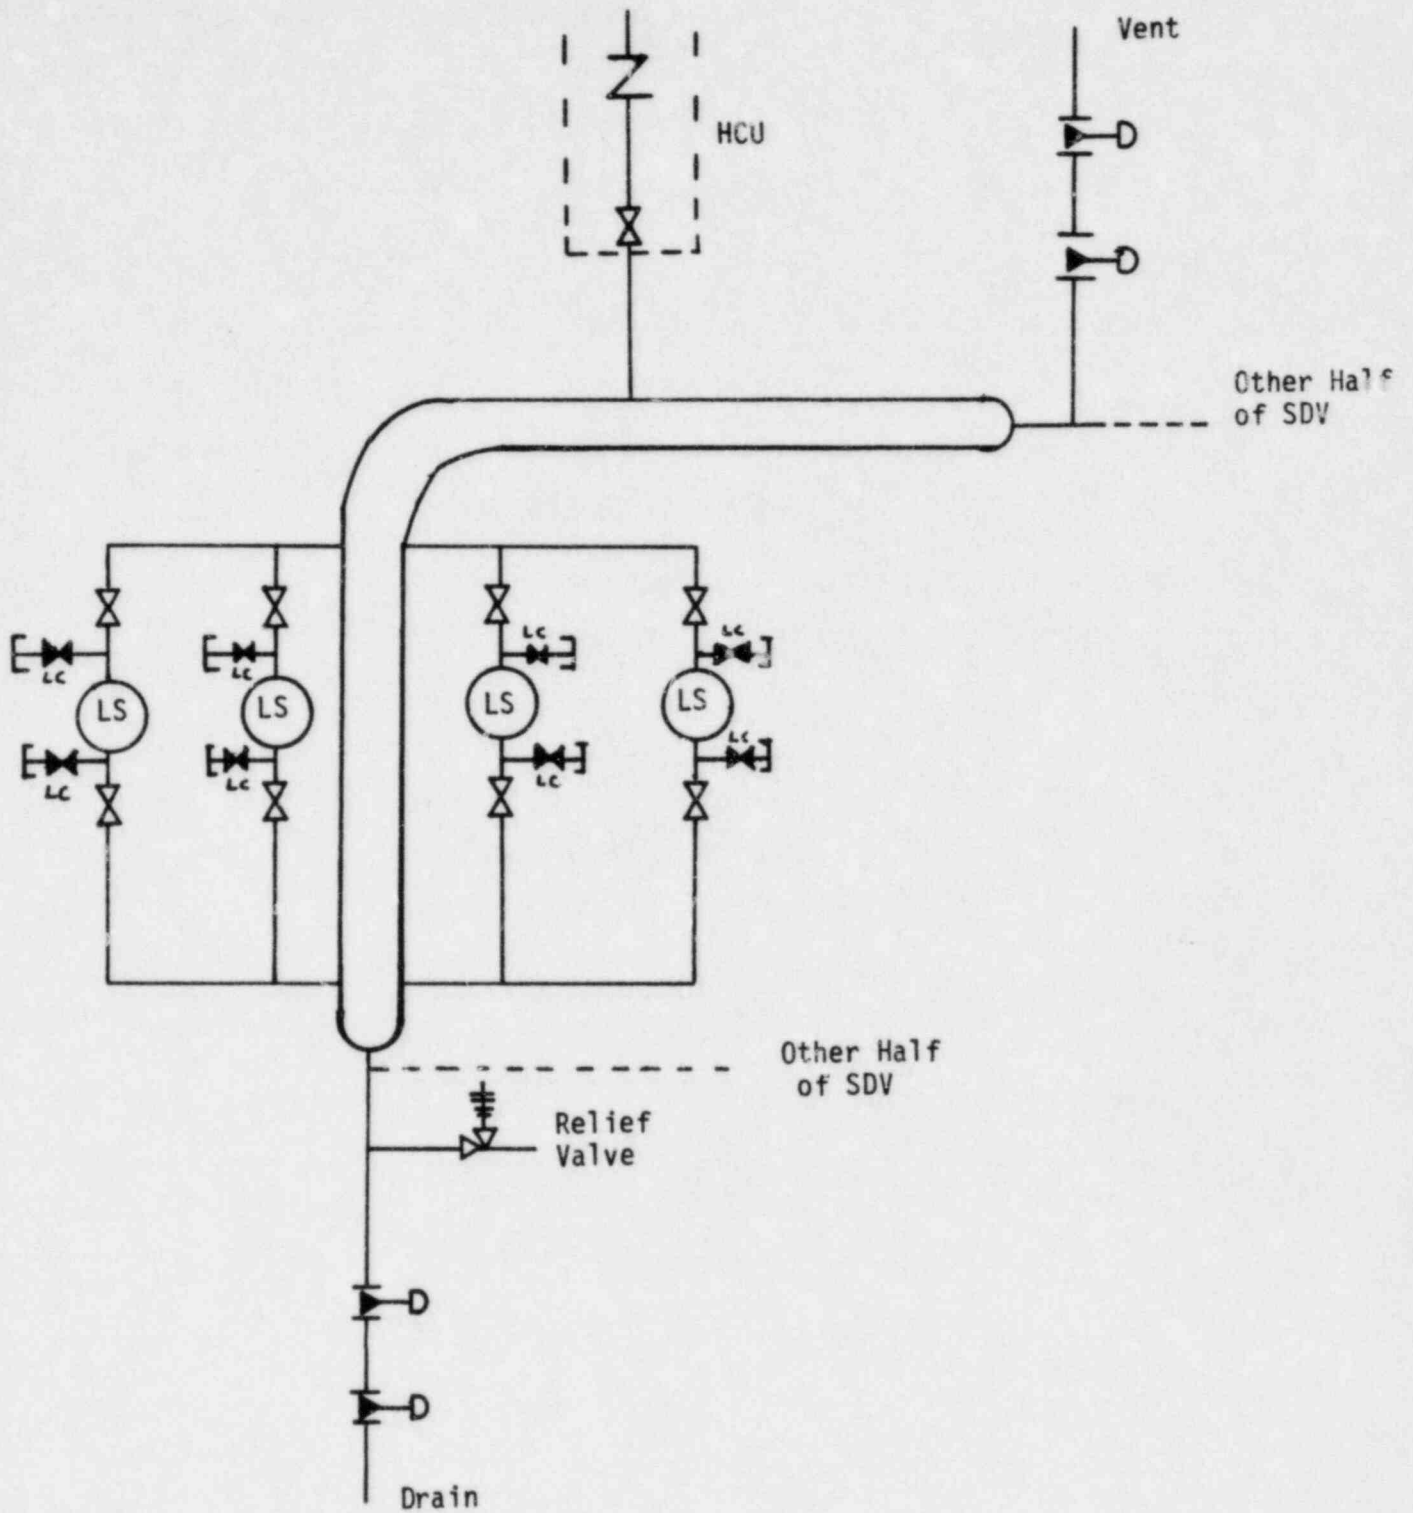 Vent
HCU
Other Half
of SDV
LC
LC
LC
LC
LS
LS
LS
LS
LC
LC
LC
LC
Other Half
of SDV
Relief
Valve
Drain